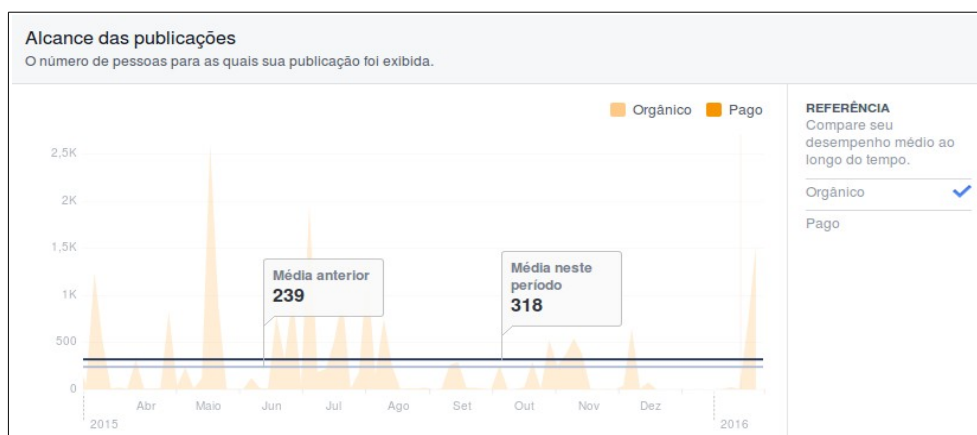 Alcance das publicações
O número de pessoas para as quais sua publicação foi exibida.
Orgânico
Pago
2,5K
2K
1,5K
1K
500
0
Média anterior
239
Média neste
período
318
Abr
Maio
Jun
Jul
Ago
Set
Out
Nov
Dez
2015
2016
REFERÊNCIA
Compare seu
desempenho médio ao
longo do tempo.
Orgânico
Pago